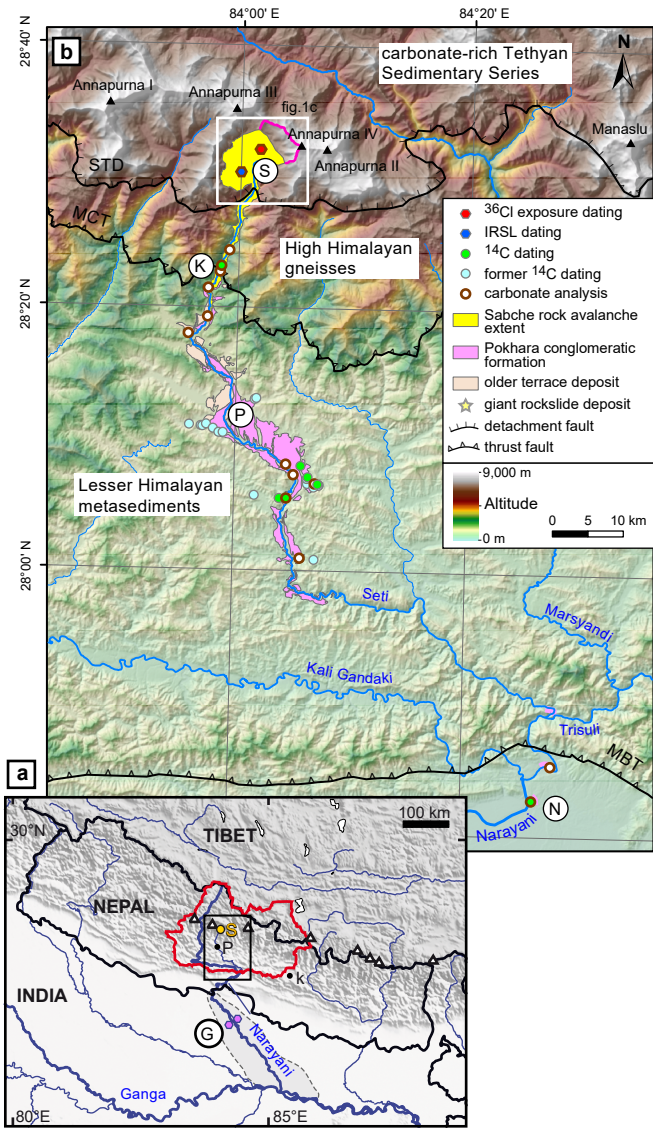 84°00' E
84°20' E
28°40' N
b
carbonate-rich Tethyan
Sedimentary Series
N
Annapurna I
Annapurna III
fig.1c
Annapurna IV
Annapurna II
Manaslu
STD
S
MCT
K
High Himalayan
gneisses
28°20' N
P
Lesser Himalayan
metasediments
28°00' N
36Cl exposure dating
IRSL dating
14C dating
former 14C dating
carbonate analysis
Sabche rock avalanche
extent
Pokhara conglomeratic
formation
older terrace deposit
giant rockslide deposit
detachment fault
thrust fault
9,000 m
Altitude
0 m
0 5 10 km
Seti
Marsyandi
Kali Gandaki
Trisuli
MBT
N
Narayani
a
30°N
TIBET
100 km
NEPAL
S
P
k
INDIA
G
Narayani
Ganga
80°E
85°E